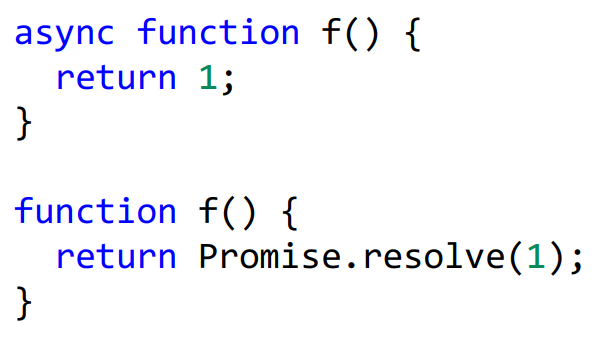 async function f() {
  return 1;
}

function f() {
  return Promise.resolve(1);
}